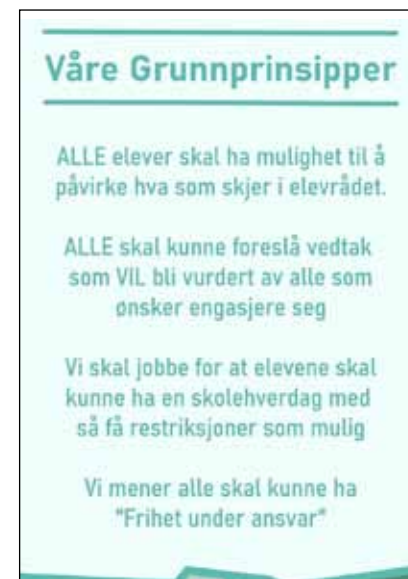 Våre Grunnprinsipper
ALLE elever skal ha mulighet til å
påvirke hva som skjer i elevrådet.
ALLE skal kunne foreslå vedtak
som VIL bli vurdert av alle som
ønsker engasjere seg
Vi skal jobbe for at elevene skal
kunne ha en skolehverdag med
så få restriksjoner som mulig
Vi mener alle skal kunne ha
"Frihet under ansvar"